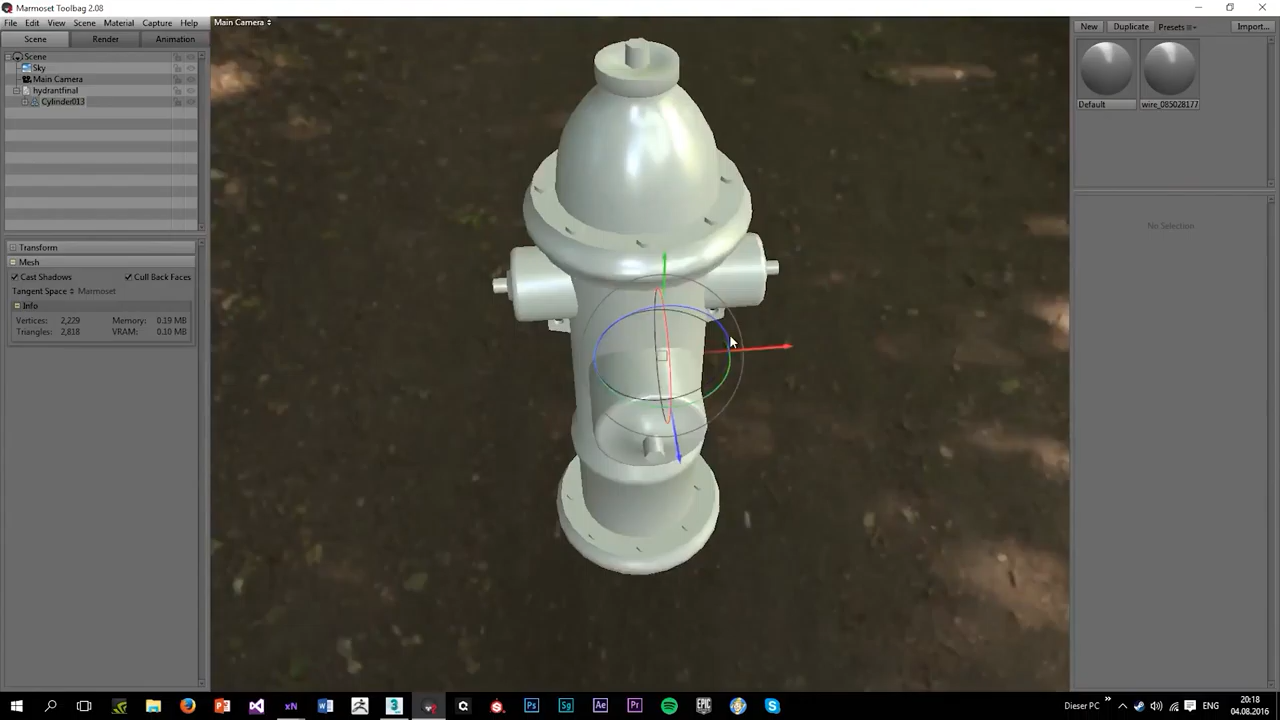 Marmoset Toolbag 2.08
File Edit View Scene Material Capture Help
Scene Render Animation
Scene
Sky
Main Camera
hydrantfinal
Cylinder013
Transform
Mesh
Cast Shadows Cull Back Faces
Tangent Space Marmoset
Info
Vertices: 2,229 Memory: 0.19 MB
Triangles: 2,818 VRAM: 0.10 MB
Main Camera
New Duplicate Presets Import...
Default wire_085028177
No Selection
Dieser PC » ENG 20:18
04.08.2016